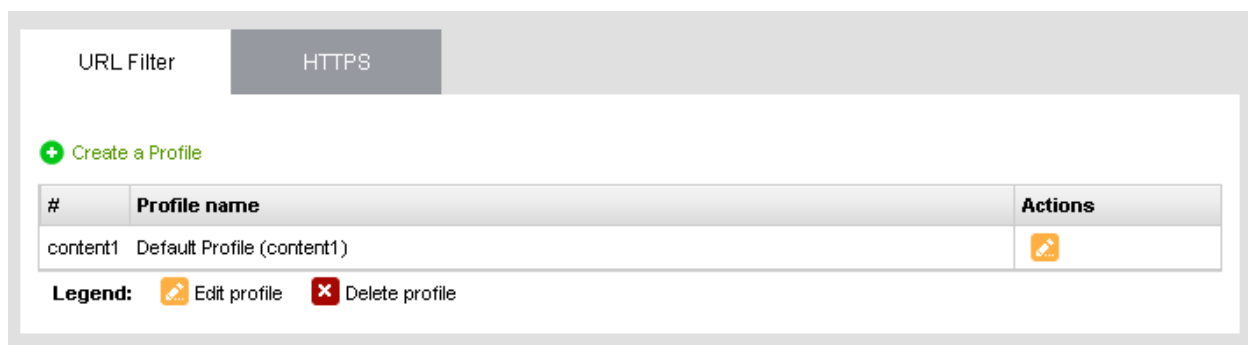 URL Filter HTTPS
Create a Profile
# Profile name Actions
content1 Default Profile (content1)
Legend: Edit profile Delete profile